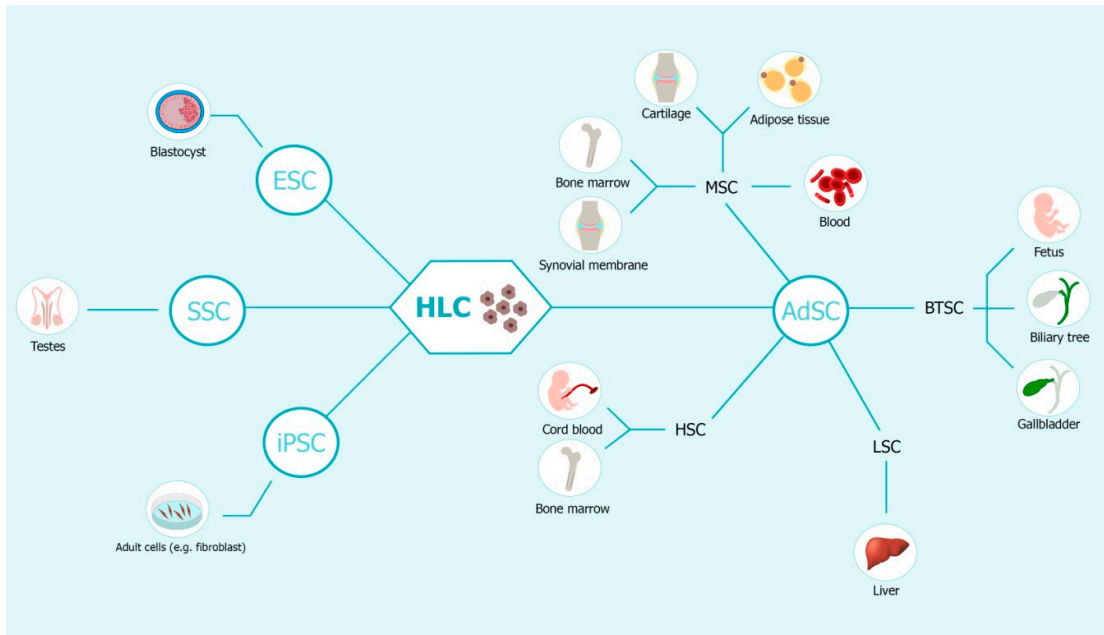 Blastocyst
ESC
Testes
SSC
iPSC
Adult cells (e.g. fibroblast)
HLC
Cartilage
Adipose tissue
Bone marrow
MSC
Blood
Synovial membrane
AdSC
BTSC
Fetus
Biliary tree
Gallbladder
Cord blood
HSC
Bone marrow
LSC
Liver